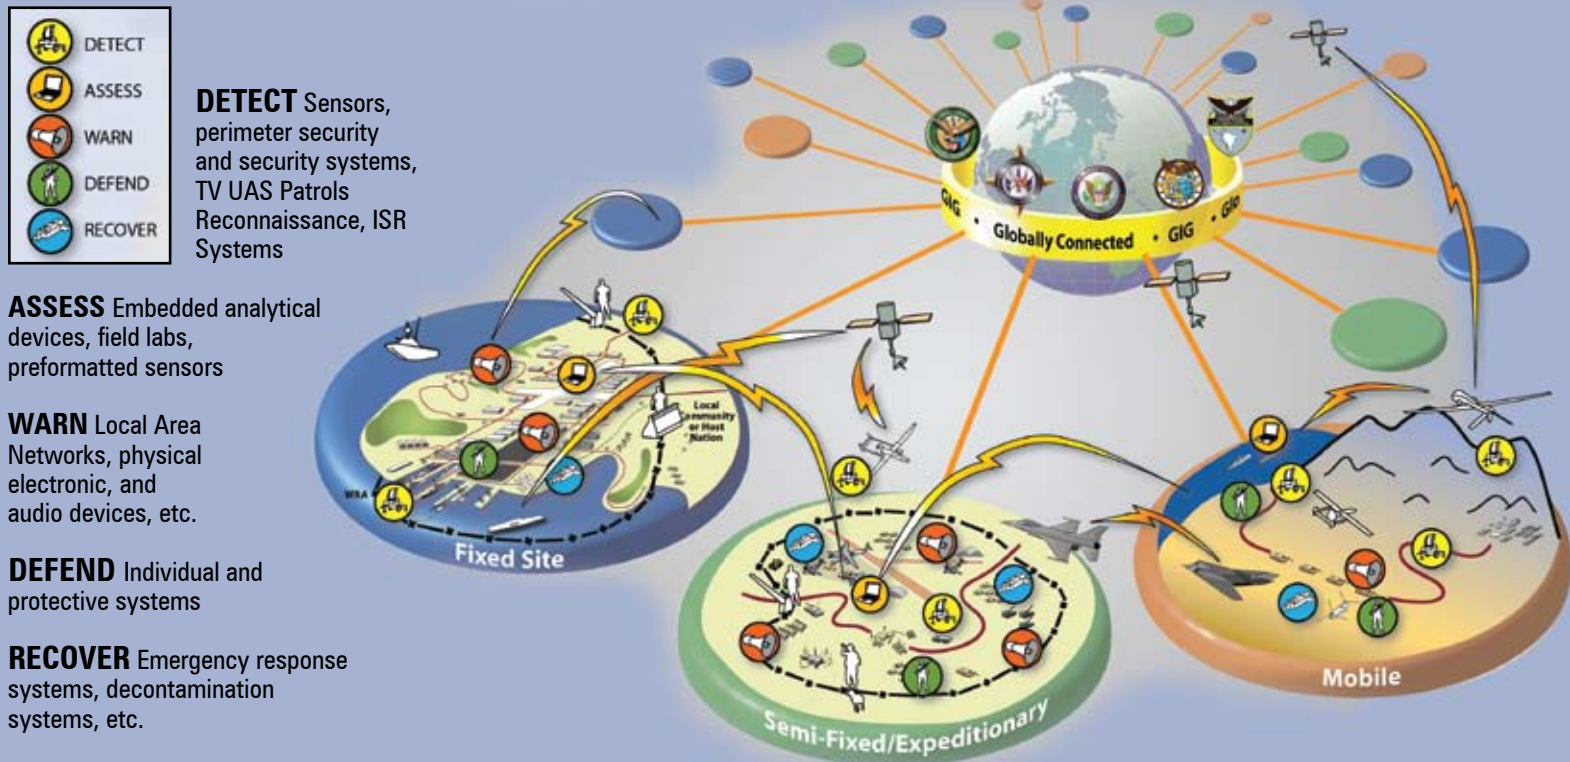 DETECT
ASSESS
WARN
DEFEND
RECOVER
DETECT Sensors,
perimeter security
and security systems,
TV UAS Patrols
Reconnaissance, ISR
Systems
ASSESS Embedded analytical
devices, field labs,
preformatted sensors
WARN Local Area
Networks, physical
electronic, and
audio devices, etc.
DEFEND Individual and
protective systems
RECOVER Emergency response
systems, decontamination
systems, etc.
GIG · Globally Connected · GIG · Glo
Local
Community
or Host
Nation
WRA
Fixed Site
Semi-Fixed/Expeditionary
Mobile